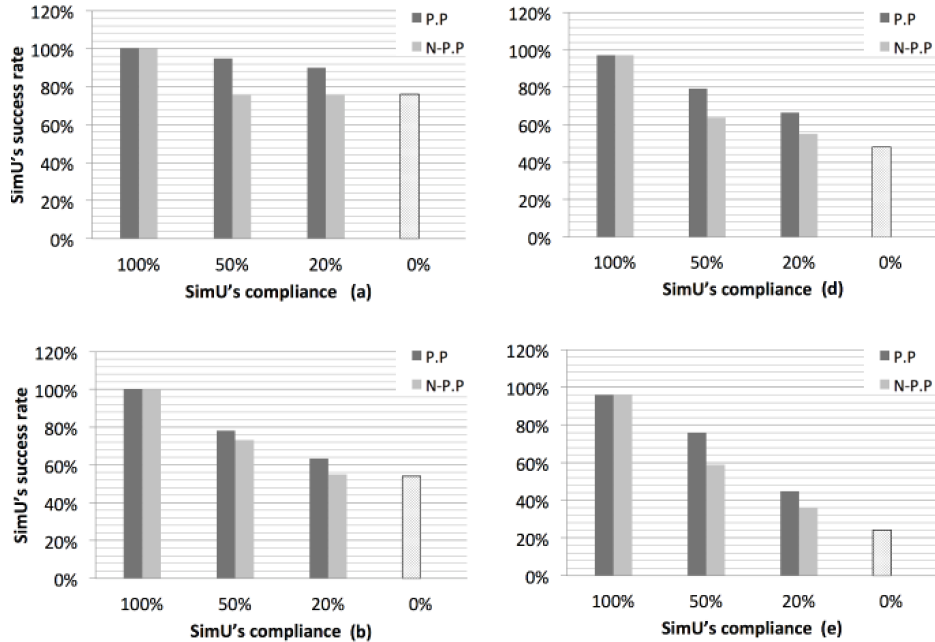 120%
100%
80%
60%
40%
20%
0%
SimU's success rate
P.P
N-P.P
100% 50% 20% 0%
SimU's compliance (a)
120%
100%
80%
60%
40%
20%
0%
P.P
N-P.P
100% 50% 20% 0%
SimU's compliance (d)
120%
100%
80%
60%
40%
20%
0%
SimU's success rate
P.P
N-P.P
100% 50% 20% 0%
SimU's compliance (b)
120%
100%
80%
60%
40%
20%
0%
P.P
N-P.P
100% 50% 20% 0%
SimU's compliance (e)